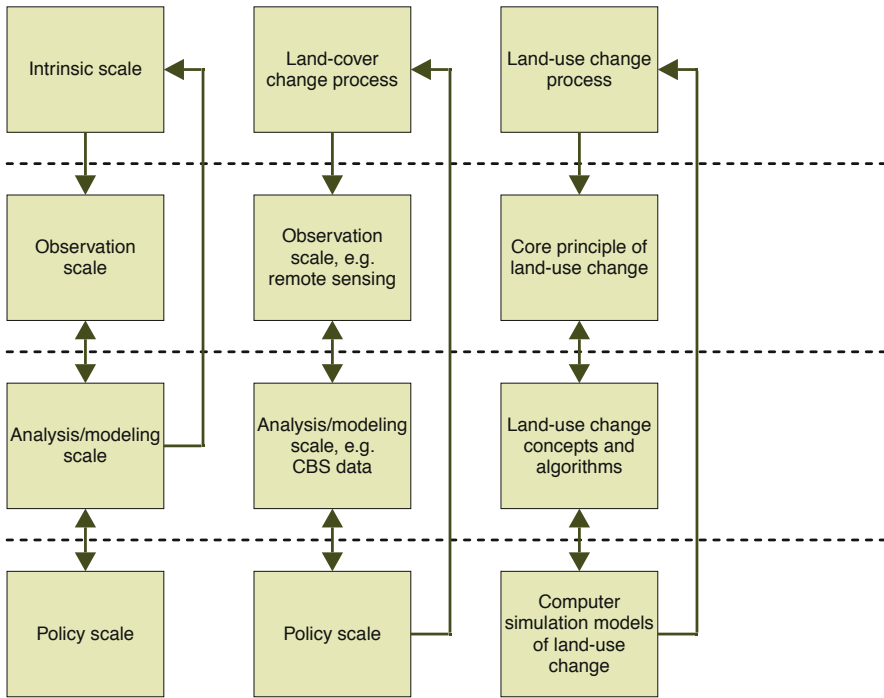 Intrinsic scale
Land-cover
change process
Land-use change
process
Observation
scale
Observation
scale, e.g.
remote sensing
Core principle of
land-use change
Analysis/modeling
scale
Analysis/modeling
scale, e.g.
CBS data
Land-use change
concepts and
algorithms
Policy scale
Policy scale
Computer
simulation models
of land-use
change